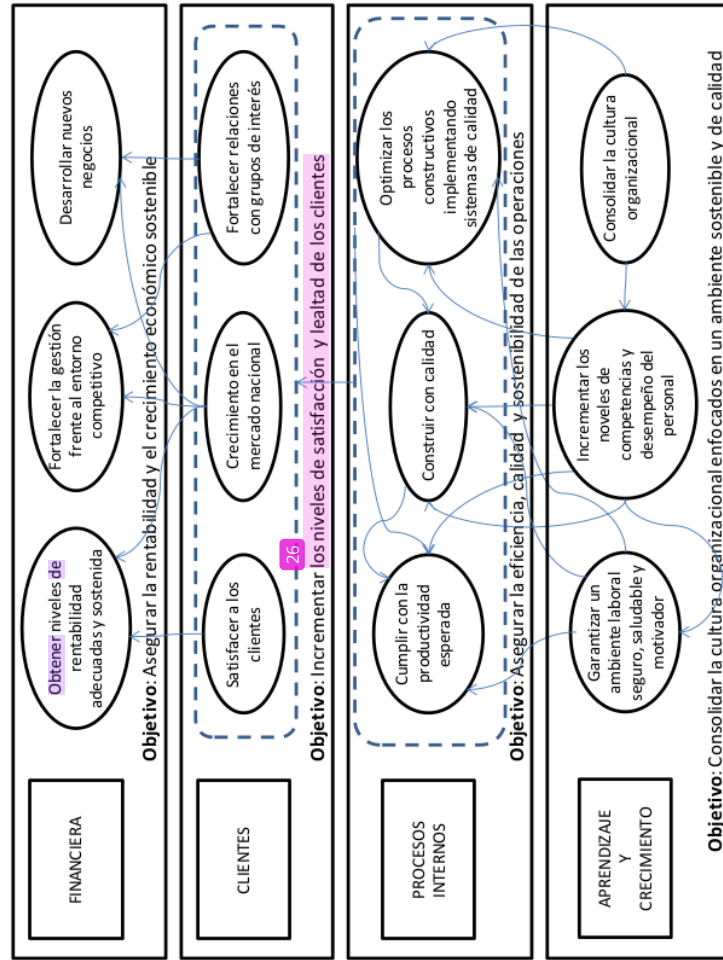 FINANCIERA
Obtener niveles de
rentabilidad
adecuadas y sostenida
Fortalecer la gestión
frente al entorno
competitivo
Desarrollar nuevos
negocios
Objetivo: Asegurar la rentabilidad y el crecimiento económico sostenible
CLIENTES
Satisfacer a los
clientes
Crecimiento en el
mercado nacional
Fortalecer relaciones
con grupos de interés
26
Objetivo: Incrementar los niveles de satisfacción y lealtad de los clientes
PROCESOS
INTERNOS
Cumplir con la
productividad
esperada
Construir con calidad
Optimizar los
procesos
constructivos
implementando
sistemas de calidad
Objetivo: Asegurar la eficiencia, calidad y sostenibilidad de las operaciones
APRENDIZAJE
Y
CRECIMIENTO
Garantizar un
ambiente laboral
seguro, saludable y
motivador
Incrementar los
noveles de
competencias y
desempeño del
personal
Consolidar la cultura
organizacional
Objetivo: Consolidar la cultura organizacional enfocados en un ambiente sostenible y de calidad